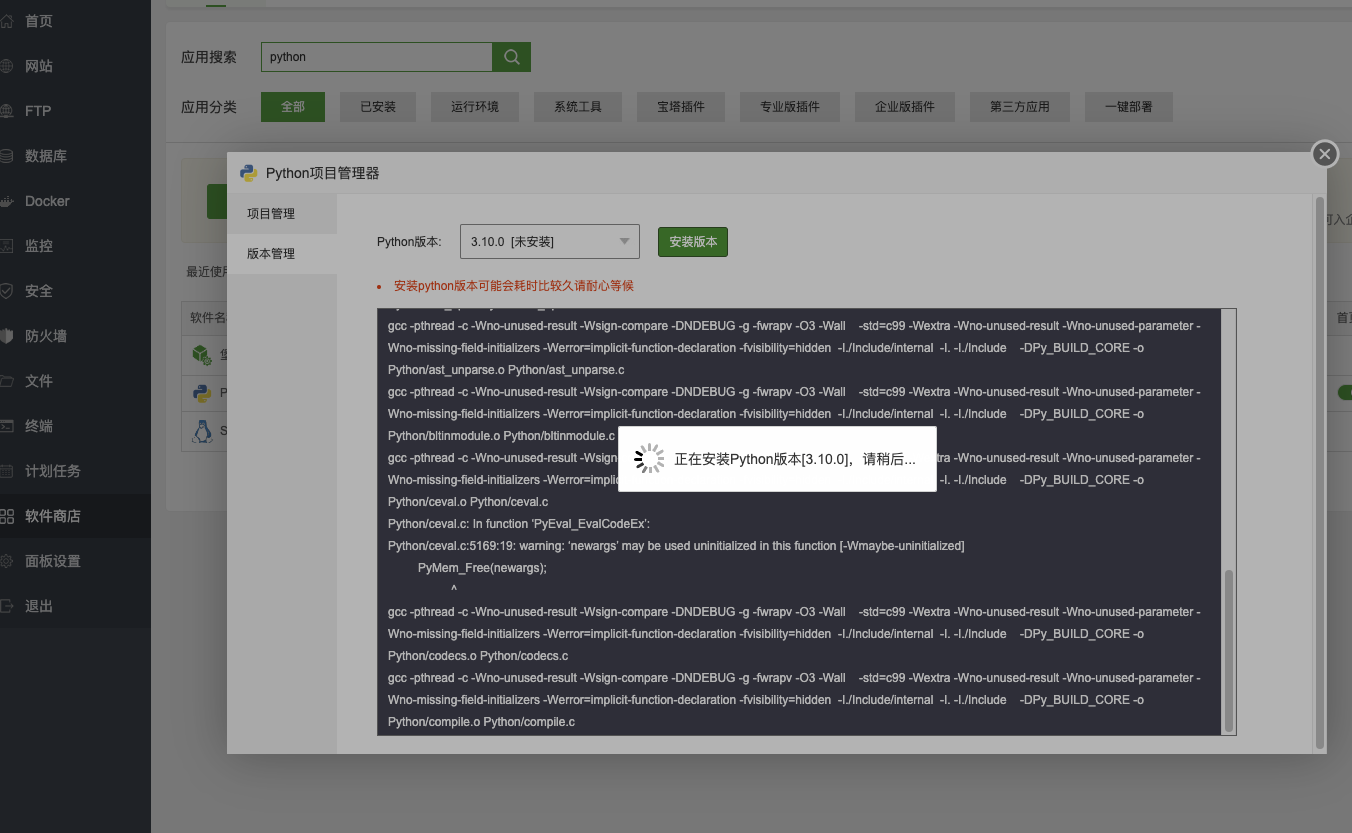 首页
网站
FTP
数据库
Docker
监控
安全
防火墙
文件
终端
计划任务
软件商店
面板设置
退出
应用搜索 python
应用分类 全部 已安装 运行环境 系统工具 宝塔插件 专业版插件 企业版插件 第三方应用 一键部署
可入企
最近使用
软件名
首页
P
S
Python项目管理器
项目管理
版本管理
Python版本: 3.10.0 [未安装] 安装版本
安装python版本可能会耗时比较久请耐心等候
gcc -pthread -c -Wno-unused-result -Wsign-compare -DNDEBUG -g -fwrapv -O3 -Wall -std=c99 -Wextra -Wno-unused-result -Wno-unused-parameter -
Wno-missing-field-initializers -Werror=implicit-function-declaration -fvisibility=hidden -I./Include/internal -I. -I./Include -DPy_BUILD_CORE -o
Python/ast_unparse.o Python/ast_unparse.c
gcc -pthread -c -Wno-unused-result -Wsign-compare -DNDEBUG -g -fwrapv -O3 -Wall -std=c99 -Wextra -Wno-unused-result -Wno-unused-parameter -
Wno-missing-field-initializers -Werror=implicit-function-declaration -fvisibility=hidden -I./Include/internal -I. -I./Include -DPy_BUILD_CORE -o
Python/bltinmodule.o Python/bltinmodule.c
gcc -pthread -c -Wno-unused-result -Wsign ra -Wno-unused-result -Wno-unused-parameter -
Wno-missing-field-initializers -Werror=implic -I. -I./Include -DPy_BUILD_CORE -o
正在安装Python版本[3.10.0]，请稍后...
Python/ceval.o Python/ceval.c
Python/ceval.c: In function ‘PyEval_EvalCodeEx’:
Python/ceval.c:5169:19: warning: ‘newargs’ may be used uninitialized in this function [-Wmaybe-uninitialized]
PyMem_Free(newargs);
^
gcc -pthread -c -Wno-unused-result -Wsign-compare -DNDEBUG -g -fwrapv -O3 -Wall -std=c99 -Wextra -Wno-unused-result -Wno-unused-parameter -
Wno-missing-field-initializers -Werror=implicit-function-declaration -fvisibility=hidden -I./Include/internal -I. -I./Include -DPy_BUILD_CORE -o
Python/codecs.o Python/codecs.c
gcc -pthread -c -Wno-unused-result -Wsign-compare -DNDEBUG -g -fwrapv -O3 -Wall -std=c99 -Wextra -Wno-unused-result -Wno-unused-parameter -
Wno-missing-field-initializers -Werror=implicit-function-declaration -fvisibility=hidden -I./Include/internal -I. -I./Include -DPy_BUILD_CORE -o
Python/compile.o Python/compile.c